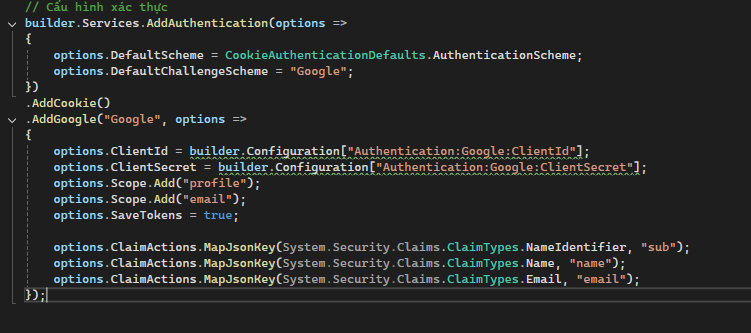 // Cấu hình xác thực
builder.Services.AddAuthentication(options =>
{
    options.DefaultScheme = CookieAuthenticationDefaults.AuthenticationScheme;
    options.DefaultChallengeScheme = "Google";
})
.AddCookie()
.AddGoogle("Google", options =>
{
    options.ClientId = builder.Configuration["Authentication:Google:ClientId"];
    options.ClientSecret = builder.Configuration["Authentication:Google:ClientSecret"];
    options.Scope.Add("profile");
    options.Scope.Add("email");
    options.SaveTokens = true;

    options.ClaimActions.MapJsonKey(System.Security.Claims.ClaimTypes.NameIdentifier, "sub");
    options.ClaimActions.MapJsonKey(System.Security.Claims.ClaimTypes.Name, "name");
    options.ClaimActions.MapJsonKey(System.Security.Claims.ClaimTypes.Email, "email");
});